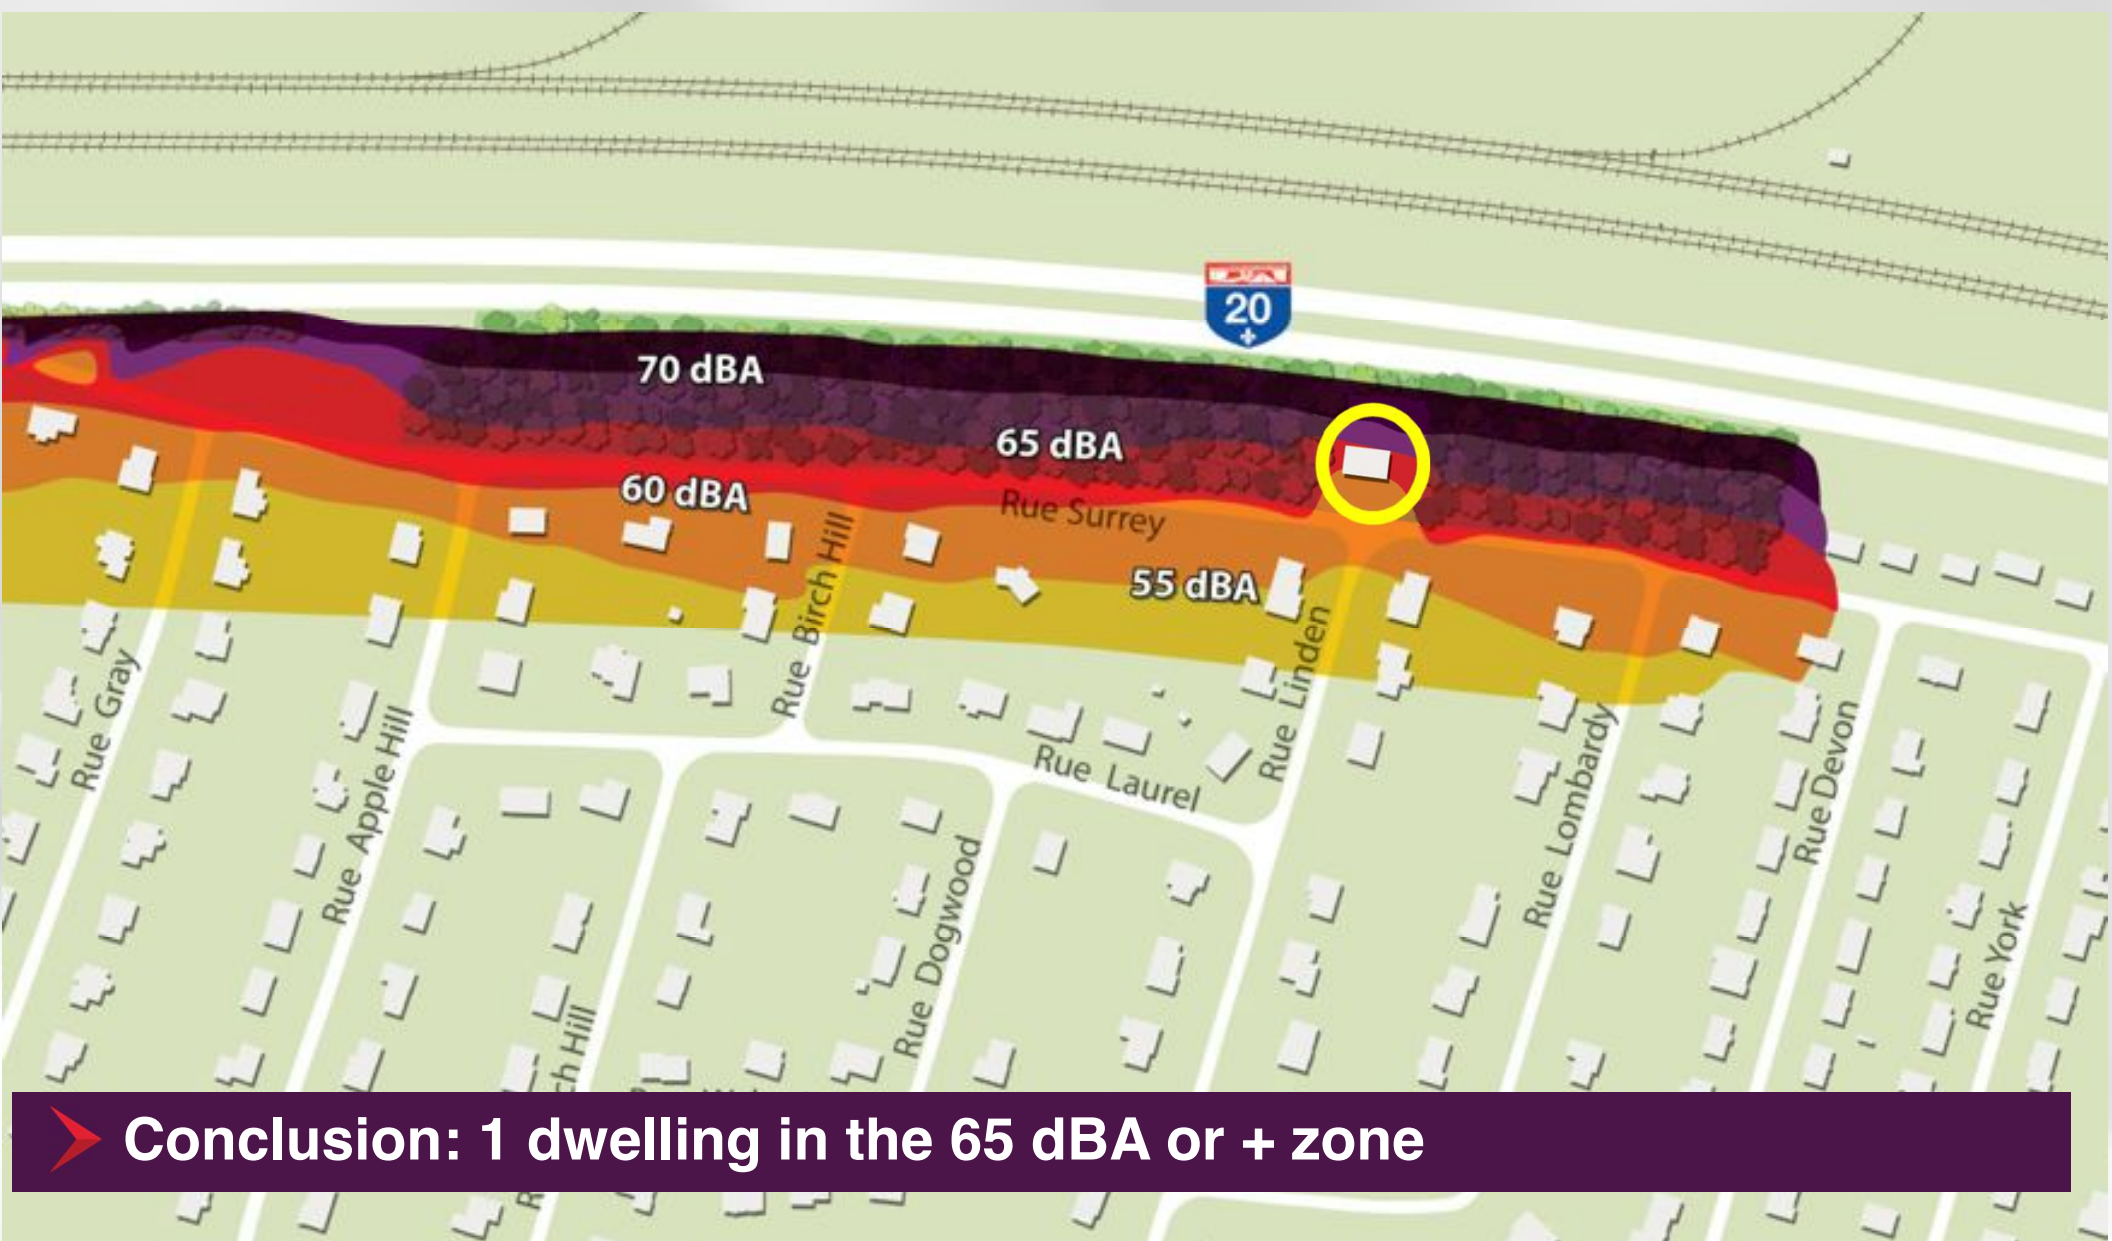 20
70 dBA
65 dBA
60 dBA
Rue Surrey
55 dBA
Rue Birch Hill
Rue Linden
Rue Gray
Rue Apple Hill
Rue Laurel
Rue Lombardy
Rue Devon
Rue Dogwood
Rue York
ch Hill
Conclusion: 1 dwelling in the 65 dBA or + zone